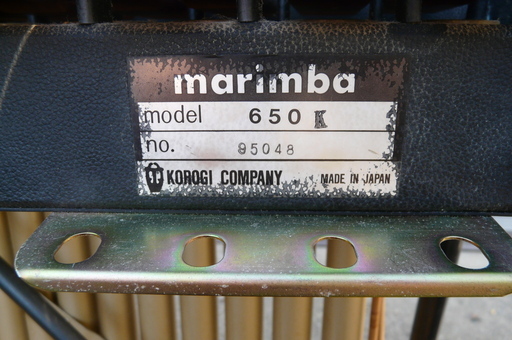 marimba
model 650 K
no. 95048
KOROGI COMPANY MADE IN JAPAN